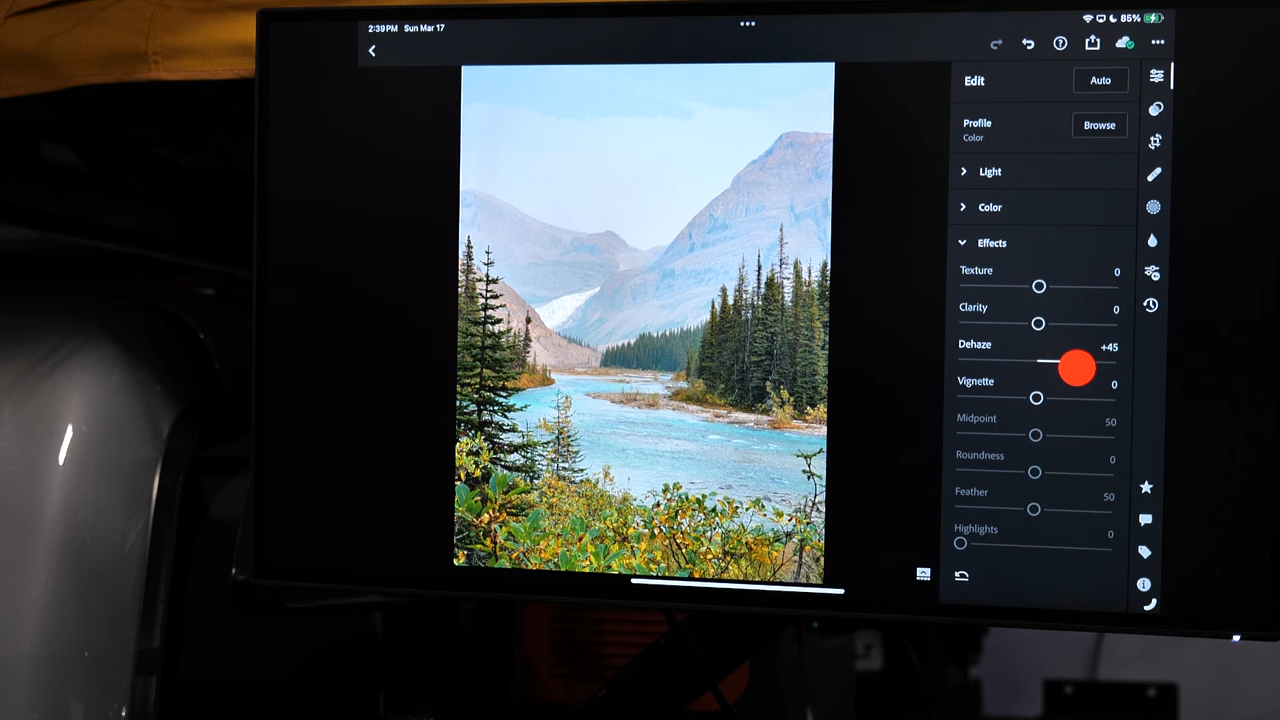 2:39 PM Sun Mar 17
85%
Edit
Auto
Profile
Color
Browse
Light
Color
Effects
Texture 0
Clarity 0
Dehaze +45
Vignette 0
Midpoint 50
Roundness 0
Feather 50
Highlights 0